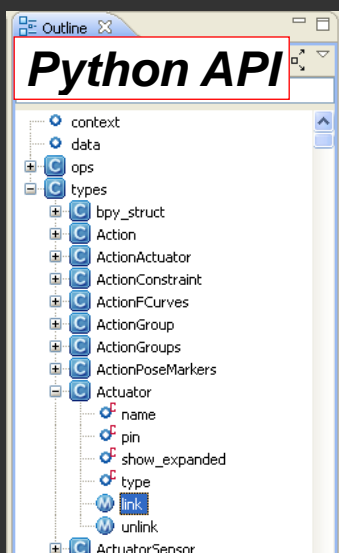 Outline
Python API
context
data
C ops
C types
C bpy_struct
C Action
C ActionActuator
C ActionConstraint
C ActionFCurves
C ActionGroup
C ActionGroups
C ActionPoseMarkers
C Actuator
F name
F pin
F show_expanded
F type
M link
M unlink
C ActuatorSensor